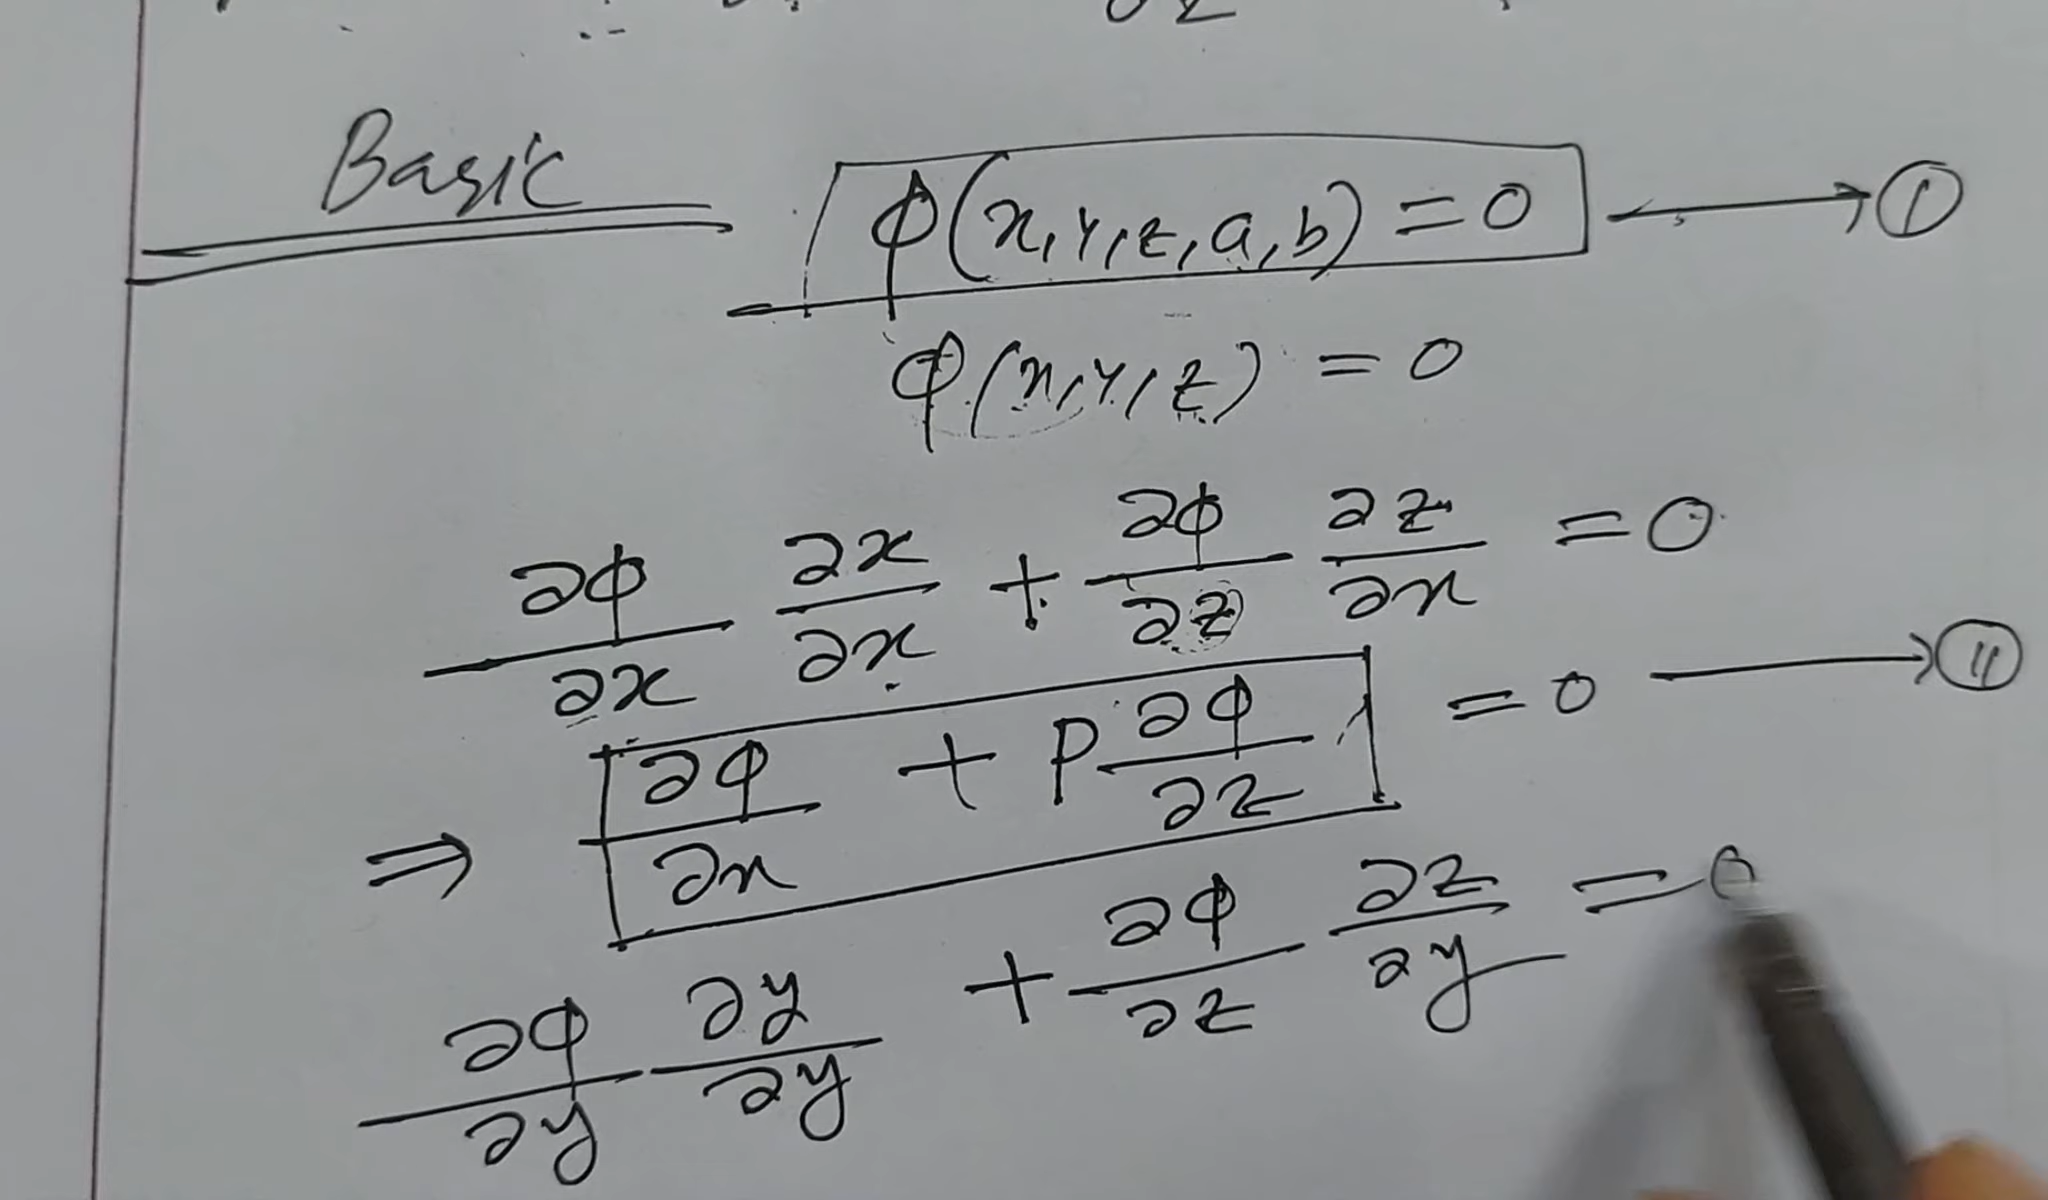 Basic ϕ(x, y, z, a, b) = 0 → ①
ϕ(x, y, z) = 0
∂ϕ/∂x ∂x/∂x + ∂ϕ/∂z ∂z/∂x = 0
⇒ ∂ϕ/∂x + P ∂ϕ/∂z = 0 → ⑪
∂ϕ/∂y ∂y/∂y + ∂ϕ/∂z ∂z/∂y = 0